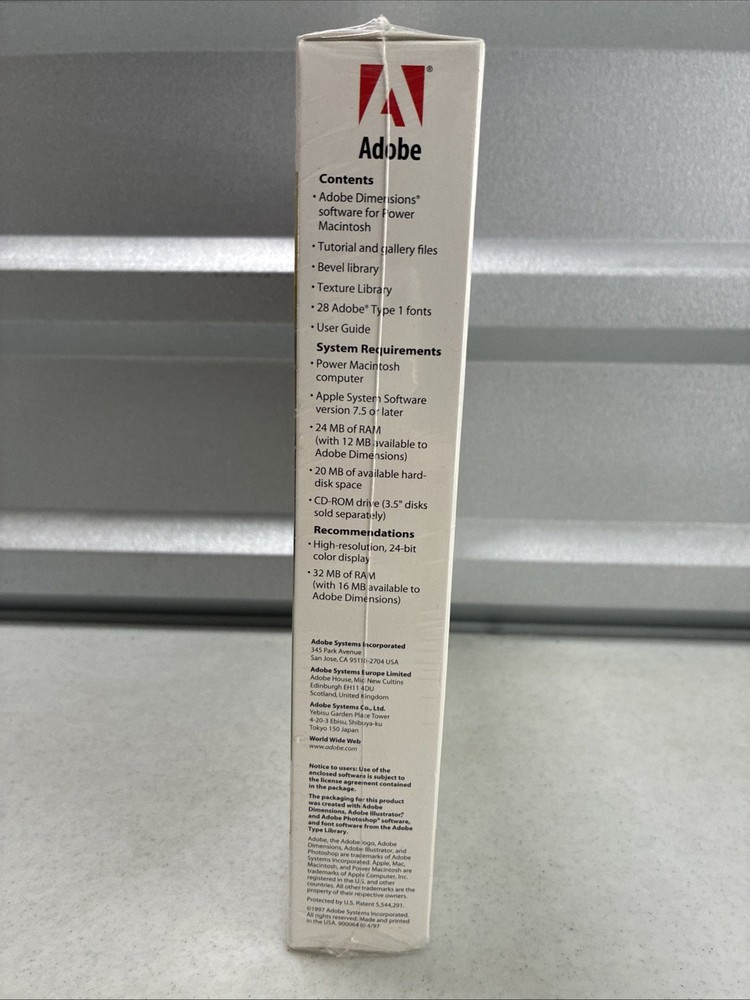 ®
Adobe
Contents
• Adobe Dimensions®
software for Power
Macintosh
• Tutorial and gallery files
• Bevel library
• Texture Library
• 28 Adobe® Type 1 fonts
• User Guide
System Requirements
• Power Macintosh
computer
• Apple System Software
version 7.5 or later
• 24 MB of RAM
(with 12 MB available to
Adobe Dimensions)
• 20 MB of available hard-
disk space
• CD-ROM drive (3.5" disks
sold separately)
Recommendations
• High-resolution, 24-bit
color display
• 32 MB of RAM
(with 16 MB available to
Adobe Dimensions)
Adobe Systems Incorporated
345 Park Avenue
San Jose, CA 95110-2704 USA
Adobe Systems Europe Limited
Adobe House, Mid New Cultins
Edinburgh EH11 4DU
Scotland, United Kingdom
Adobe Systems Co., Ltd.
Yebisu Garden Place Tower
4-20-3 Ebisu, Shibuya-ku
Tokyo 150 Japan
World Wide Web
www.adobe.com
Notice to users: Use of the
enclosed software is subject to
the license agreement contained
in the package.
The packaging for this product
was created with Adobe
Dimensions, Adobe Illustrator,®
and Adobe Photoshop® software,
and font software from the Adobe
Type Library.
Adobe, the Adobe logo, Adobe
Dimensions, Adobe Illustrator, and
Photoshop are trademarks of Adobe
Systems Incorporated. Apple, Mac,
Macintosh, and Power Macintosh are
trademarks of Apple Computer, Inc.
registered in the U.S. and other
countries. All other trademarks are the
property of their respective owners.
Protected by U.S. Patent 5,544,291.
©1997 Adobe Systems Incorporated.
All rights reserved. Made and printed
in the USA. 4/97